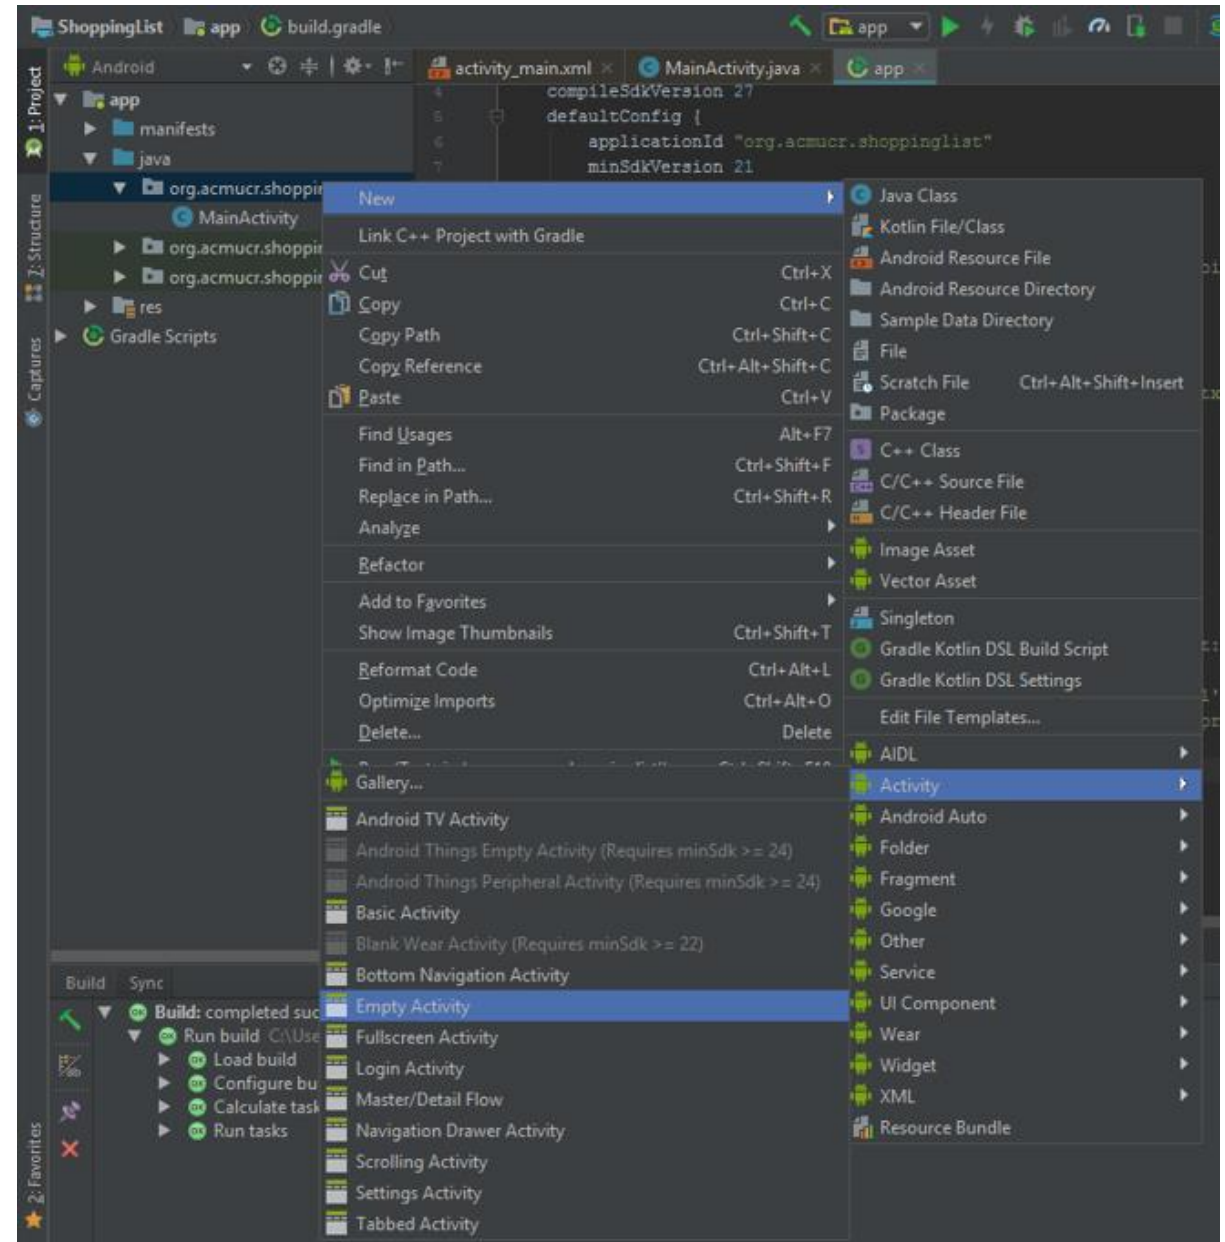 ShoppingList app build.gradle app
1: Project
Android
activity_main.xml MainActivity.java app
app
manifests
java
org.acmucr.shoppin
MainActivity
org.acmucr.shoppin
org.acmucr.shoppin
res
Gradle Scripts
7: Structure
Captures
2: Favorites
4 compileSdkVersion 27
5 defaultConfig {
6 applicationId "org.acmucr.shoppinglist"
7 minSdkVersion 21
New
Link C++ Project with Gradle
Cut Ctrl+X
Copy Ctrl+C
Copy Path Ctrl+Shift+C
Copy Reference Ctrl+Alt+Shift+C
Paste Ctrl+V
Find Usages Alt+F7
Find in Path... Ctrl+Shift+F
Replace in Path... Ctrl+Shift+R
Analyze
Refactor
Add to Favorites
Show Image Thumbnails Ctrl+Shift+T
Reformat Code Ctrl+Alt+L
Optimize Imports Ctrl+Alt+O
Delete... Delete
Java Class
Kotlin File/Class
Android Resource File
Android Resource Directory
Sample Data Directory
File
Scratch File Ctrl+Alt+Shift+Insert
Package
C++ Class
C/C++ Source File
C/C++ Header File
Image Asset
Vector Asset
Singleton
Gradle Kotlin DSL Build Script
Gradle Kotlin DSL Settings
Edit File Templates...
AIDL
Activity
Android Auto
Folder
Fragment
Google
Other
Service
UI Component
Wear
Widget
XML
Resource Bundle
Gallery...
Android TV Activity
Android Things Empty Activity (Requires minSdk >= 24)
Android Things Peripheral Activity (Requires minSdk >= 24)
Basic Activity
Blank Wear Activity (Requires minSdk >= 22)
Bottom Navigation Activity
Empty Activity
Fullscreen Activity
Login Activity
Master/Detail Flow
Navigation Drawer Activity
Scrolling Activity
Settings Activity
Tabbed Activity
Build Sync
Build: completed suc
Run build C:\Use
Load build
Configure bu
Calculate task
Run tasks